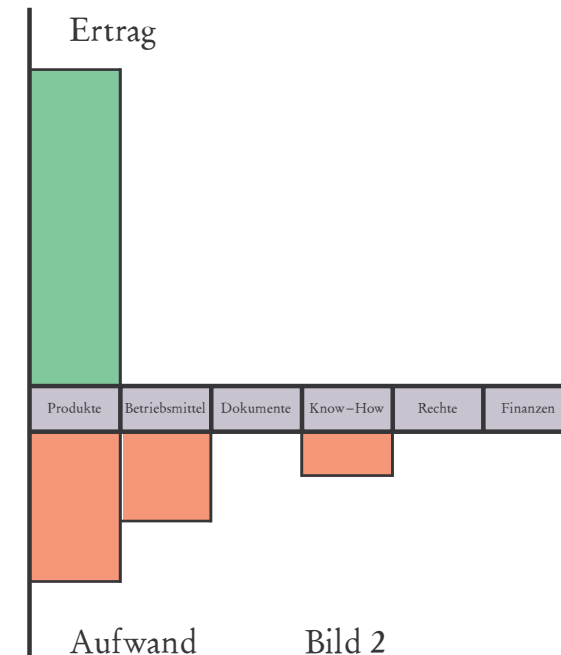 Ertrag
Produkte Betriebsmittel Dokumente Know-How Rechte Finanzen
Aufwand Bild 2